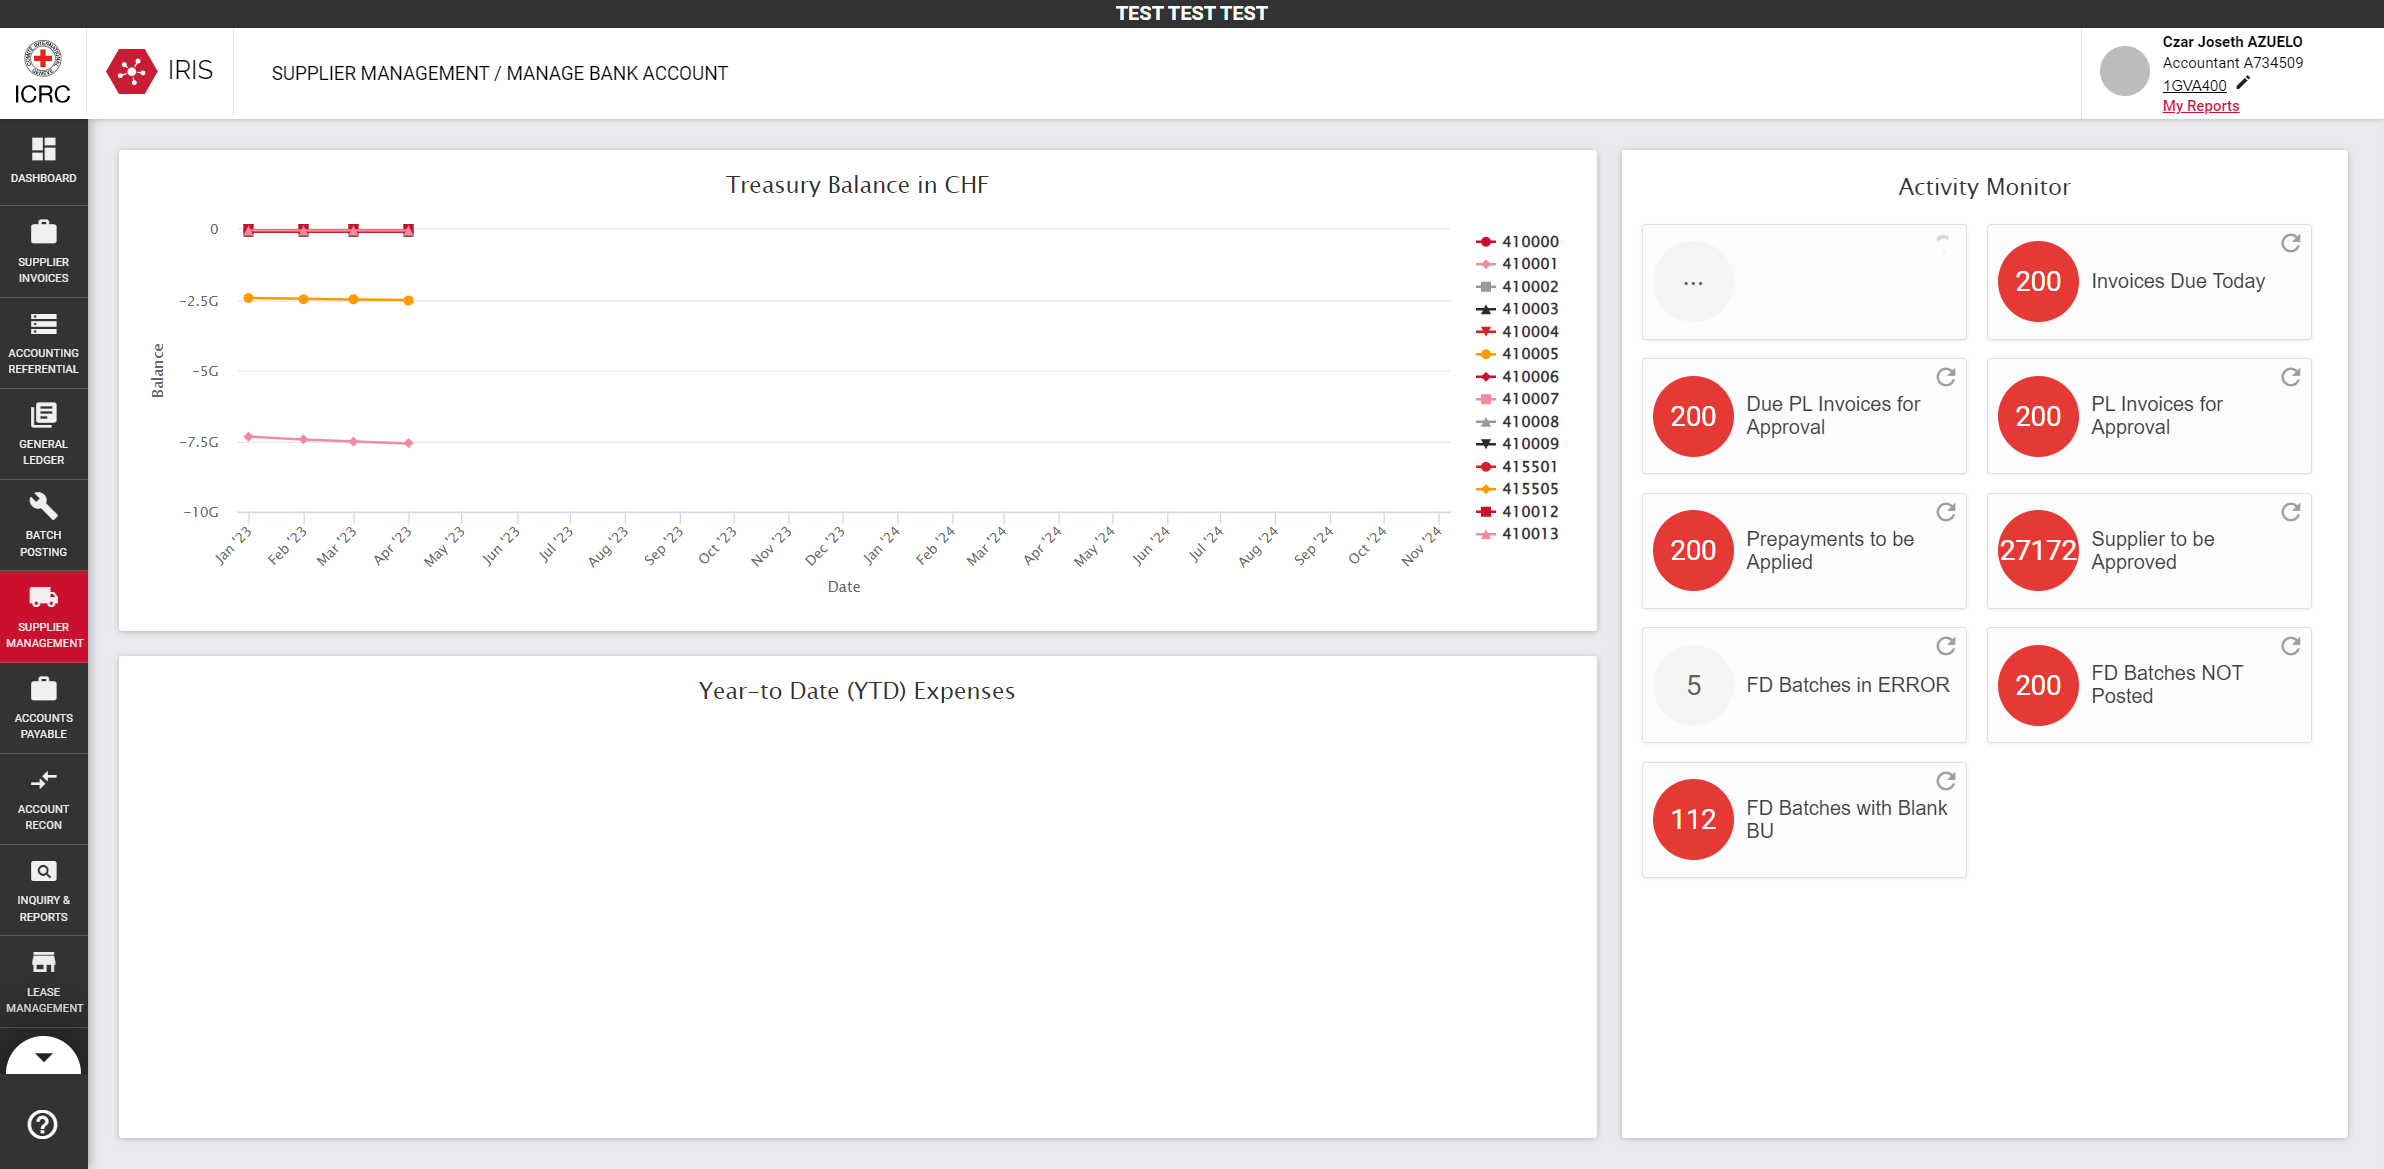 TEST TEST TEST
ICRC
IRIS
SUPPLIER MANAGEMENT / MANAGE BANK ACCOUNT
Czar Joseth AZUELO
Accountant A734509
1GVA400
My Reports
DASHBOARD
SUPPLIER
INVOICES
ACCOUNTING
REFERENTIAL
GENERAL
LEDGER
BATCH
POSTING
SUPPLIER
MANAGEMENT
ACCOUNTS
PAYABLE
ACCOUNT
RECON
INQUIRY &
REPORTS
LEASE
MANAGEMENT
Treasury Balance in CHF
Balance
0
−2.5G
−5G
−7.5G
−10G
Jan '23
Feb '23
Mar '23
Apr '23
May '23
Jun '23
Jul '23
Aug '23
Sep '23
Oct '23
Nov '23
Dec '23
Jan '24
Feb '24
Mar '24
Apr '24
May '24
Jun '24
Jul '24
Aug '24
Sep '24
Oct '24
Nov '24
Date
410000
410001
410002
410003
410004
410005
410006
410007
410008
410009
415501
415505
410012
410013
Year-to Date (YTD) Expenses
Activity Monitor
...
200
Invoices Due Today
200
Due PL Invoices for
Approval
200
PL Invoices for
Approval
200
Prepayments to be
Applied
27172
Supplier to be
Approved
5
FD Batches in ERROR
200
FD Batches NOT
Posted
112
FD Batches with Blank
BU